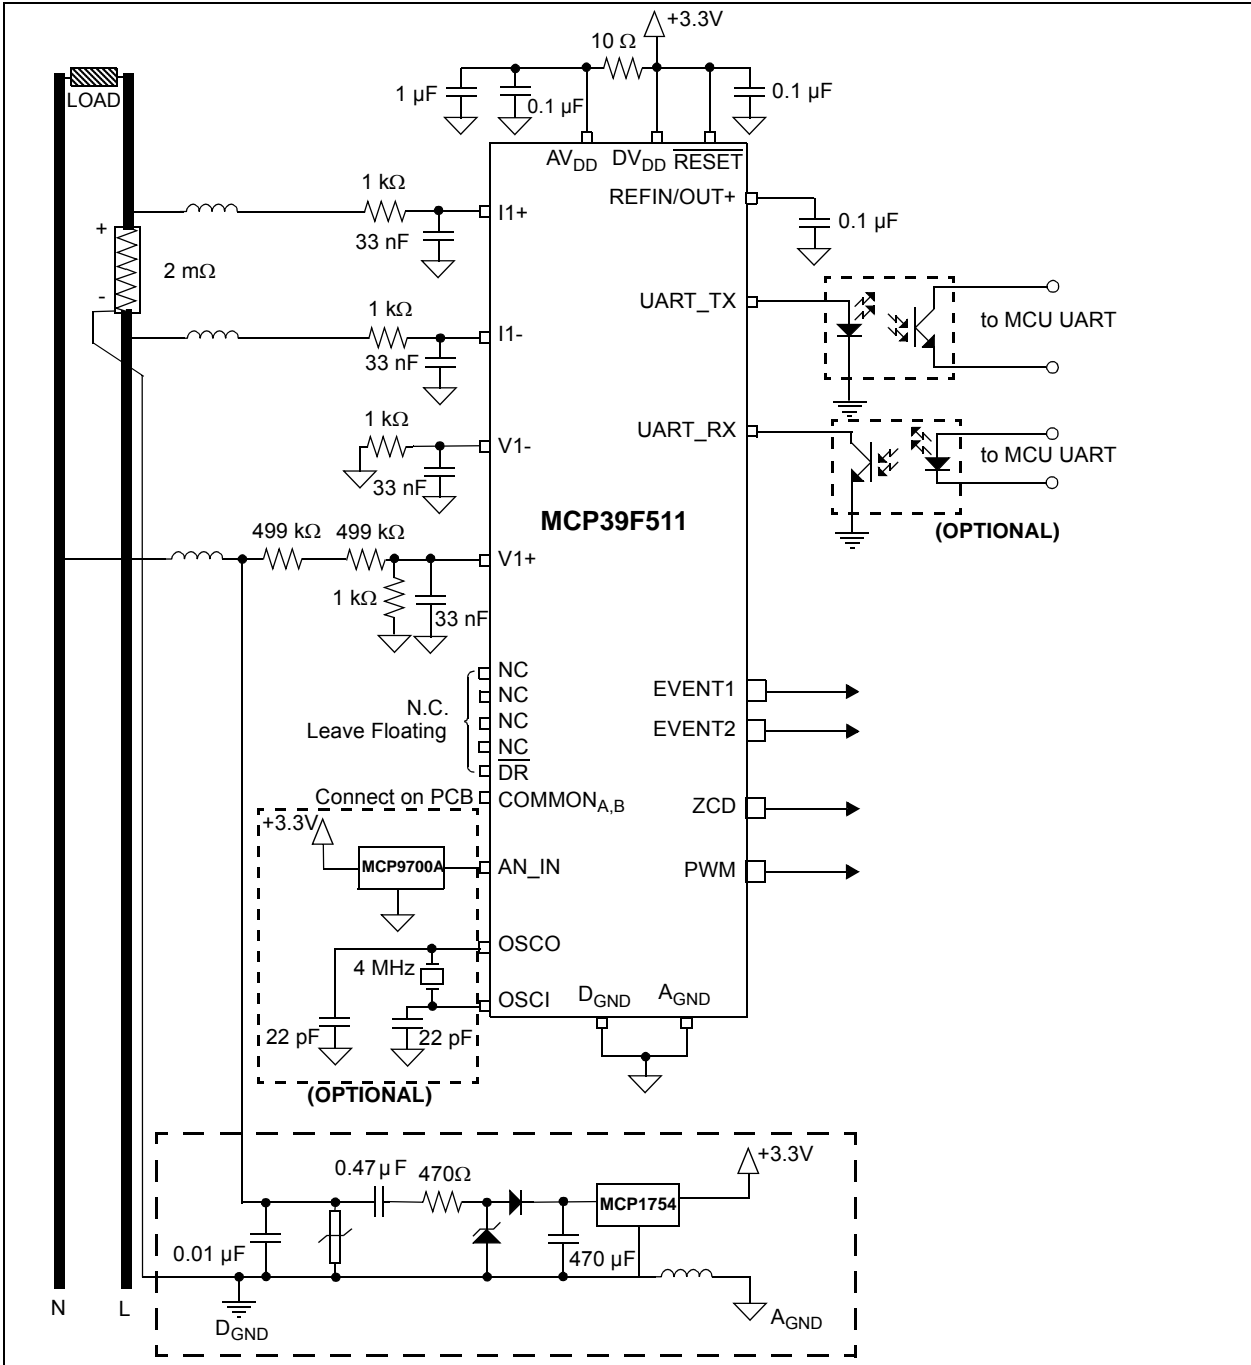 +3.3V
10 Ω
LOAD
1 µF
0.1 µF
0.1 µF
AVDD
DVDD
RESET
1 kΩ
I1+
33 nF
REFIN/OUT+
0.1 µF
+
2 mΩ
-
UART_TX
to MCU UART
1 kΩ
I1-
33 nF
1 kΩ
V1-
33 nF
UART_RX
to MCU UART
(OPTIONAL)
MCP39F511
499 kΩ
499 kΩ
V1+
1 kΩ
33 nF
NC
NC
NC
NC
DR
N.C.
Leave Floating
EVENT1
EVENT2
Connect on PCB
COMMONA,B
ZCD
+3.3V
MCP9700A
AN_IN
PWM
OSCO
4 MHz
OSCI
22 pF
22 pF
(OPTIONAL)
DGND
AGND
0.47µF
470Ω
+3.3V
MCP1754
0.01 µF
470 µF
N
L
DGND
AGND